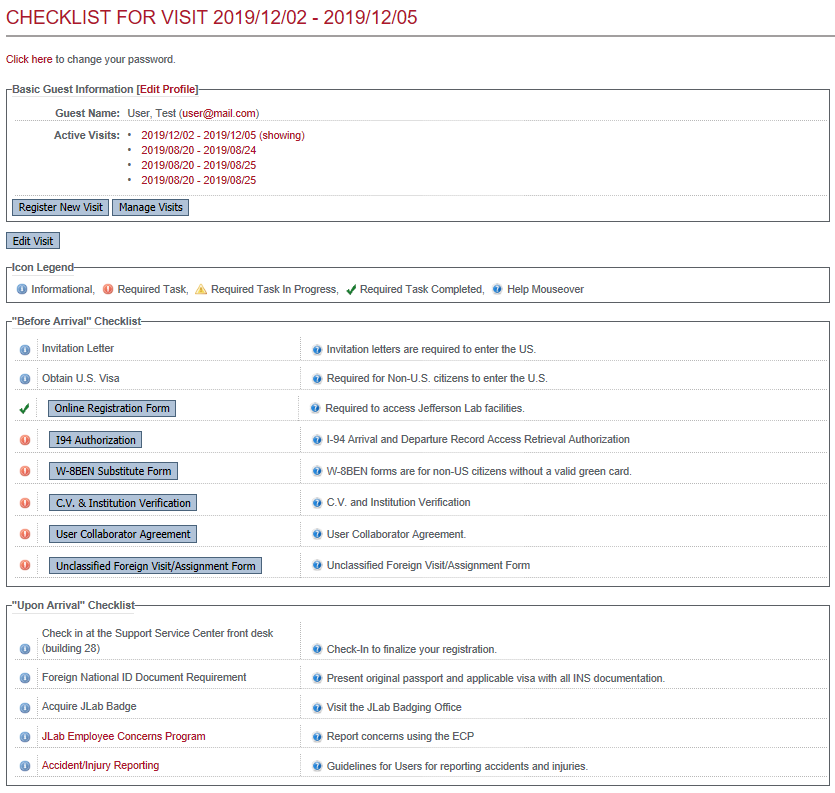 CHECKLIST FOR VISIT 2019/12/02 - 2019/12/05
Click here to change your password.
Basic Guest Information [Edit Profile]
Guest Name: User, Test (user@mail.com)
Active Visits: • 2019/12/02 - 2019/12/05 (showing)
• 2019/08/20 - 2019/08/24
• 2019/08/20 - 2019/08/25
• 2019/08/20 - 2019/08/25
Register New Visit Manage Visits
Edit Visit
Icon Legend
Informational, Required Task, Required Task In Progress, Required Task Completed, Help Mouseover
"Before Arrival" Checklist
Invitation Letter Invitation letters are required to enter the US.
Obtain U.S. Visa Required for Non-U.S. citizens to enter the U.S.
Online Registration Form Required to access Jefferson Lab facilities.
I94 Authorization I-94 Arrival and Departure Record Access Retrieval Authorization
W-8BEN Substitute Form W-8BEN forms are for non-US citizens without a valid green card.
C.V. & Institution Verification C.V. and Institution Verification
User Collaborator Agreement User Collaborator Agreement.
Unclassified Foreign Visit/Assignment Form Unclassified Foreign Visit/Assignment Form
"Upon Arrival" Checklist
Check in at the Support Service Center front desk
(building 28) Check-In to finalize your registration.
Foreign National ID Document Requirement Present original passport and applicable visa with all INS documentation.
Acquire JLab Badge Visit the JLab Badging Office
JLab Employee Concerns Program Report concerns using the ECP
Accident/Injury Reporting Guidelines for Users for reporting accidents and injuries.